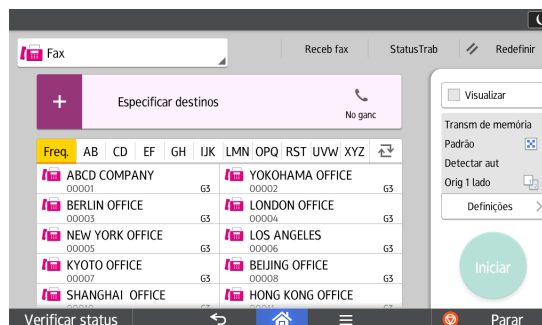 Fax
Receb fax
StatusTrab
Redefinir
+
Especificar destinos
No ganc
Visualizar
Transm de memória
Padrão
Detectar aut
Orig 1 lado
Definições
Iniciar
Freq. AB CD EF GH IJK LMN OPQ RST UVW XYZ
ABCD COMPANY
00001 G3
YOKOHAMA OFFICE
00002 G3
BERLIN OFFICE
00003 G3
LONDON OFFICE
00004 G3
NEW YORK OFFICE
00005 G3
LOS ANGELES
00006 G3
KYOTO OFFICE
00007 G3
BEIJING OFFICE
00008 G3
SHANGHAI OFFICE
HONG KONG OFFICE
Verificar status
Parar